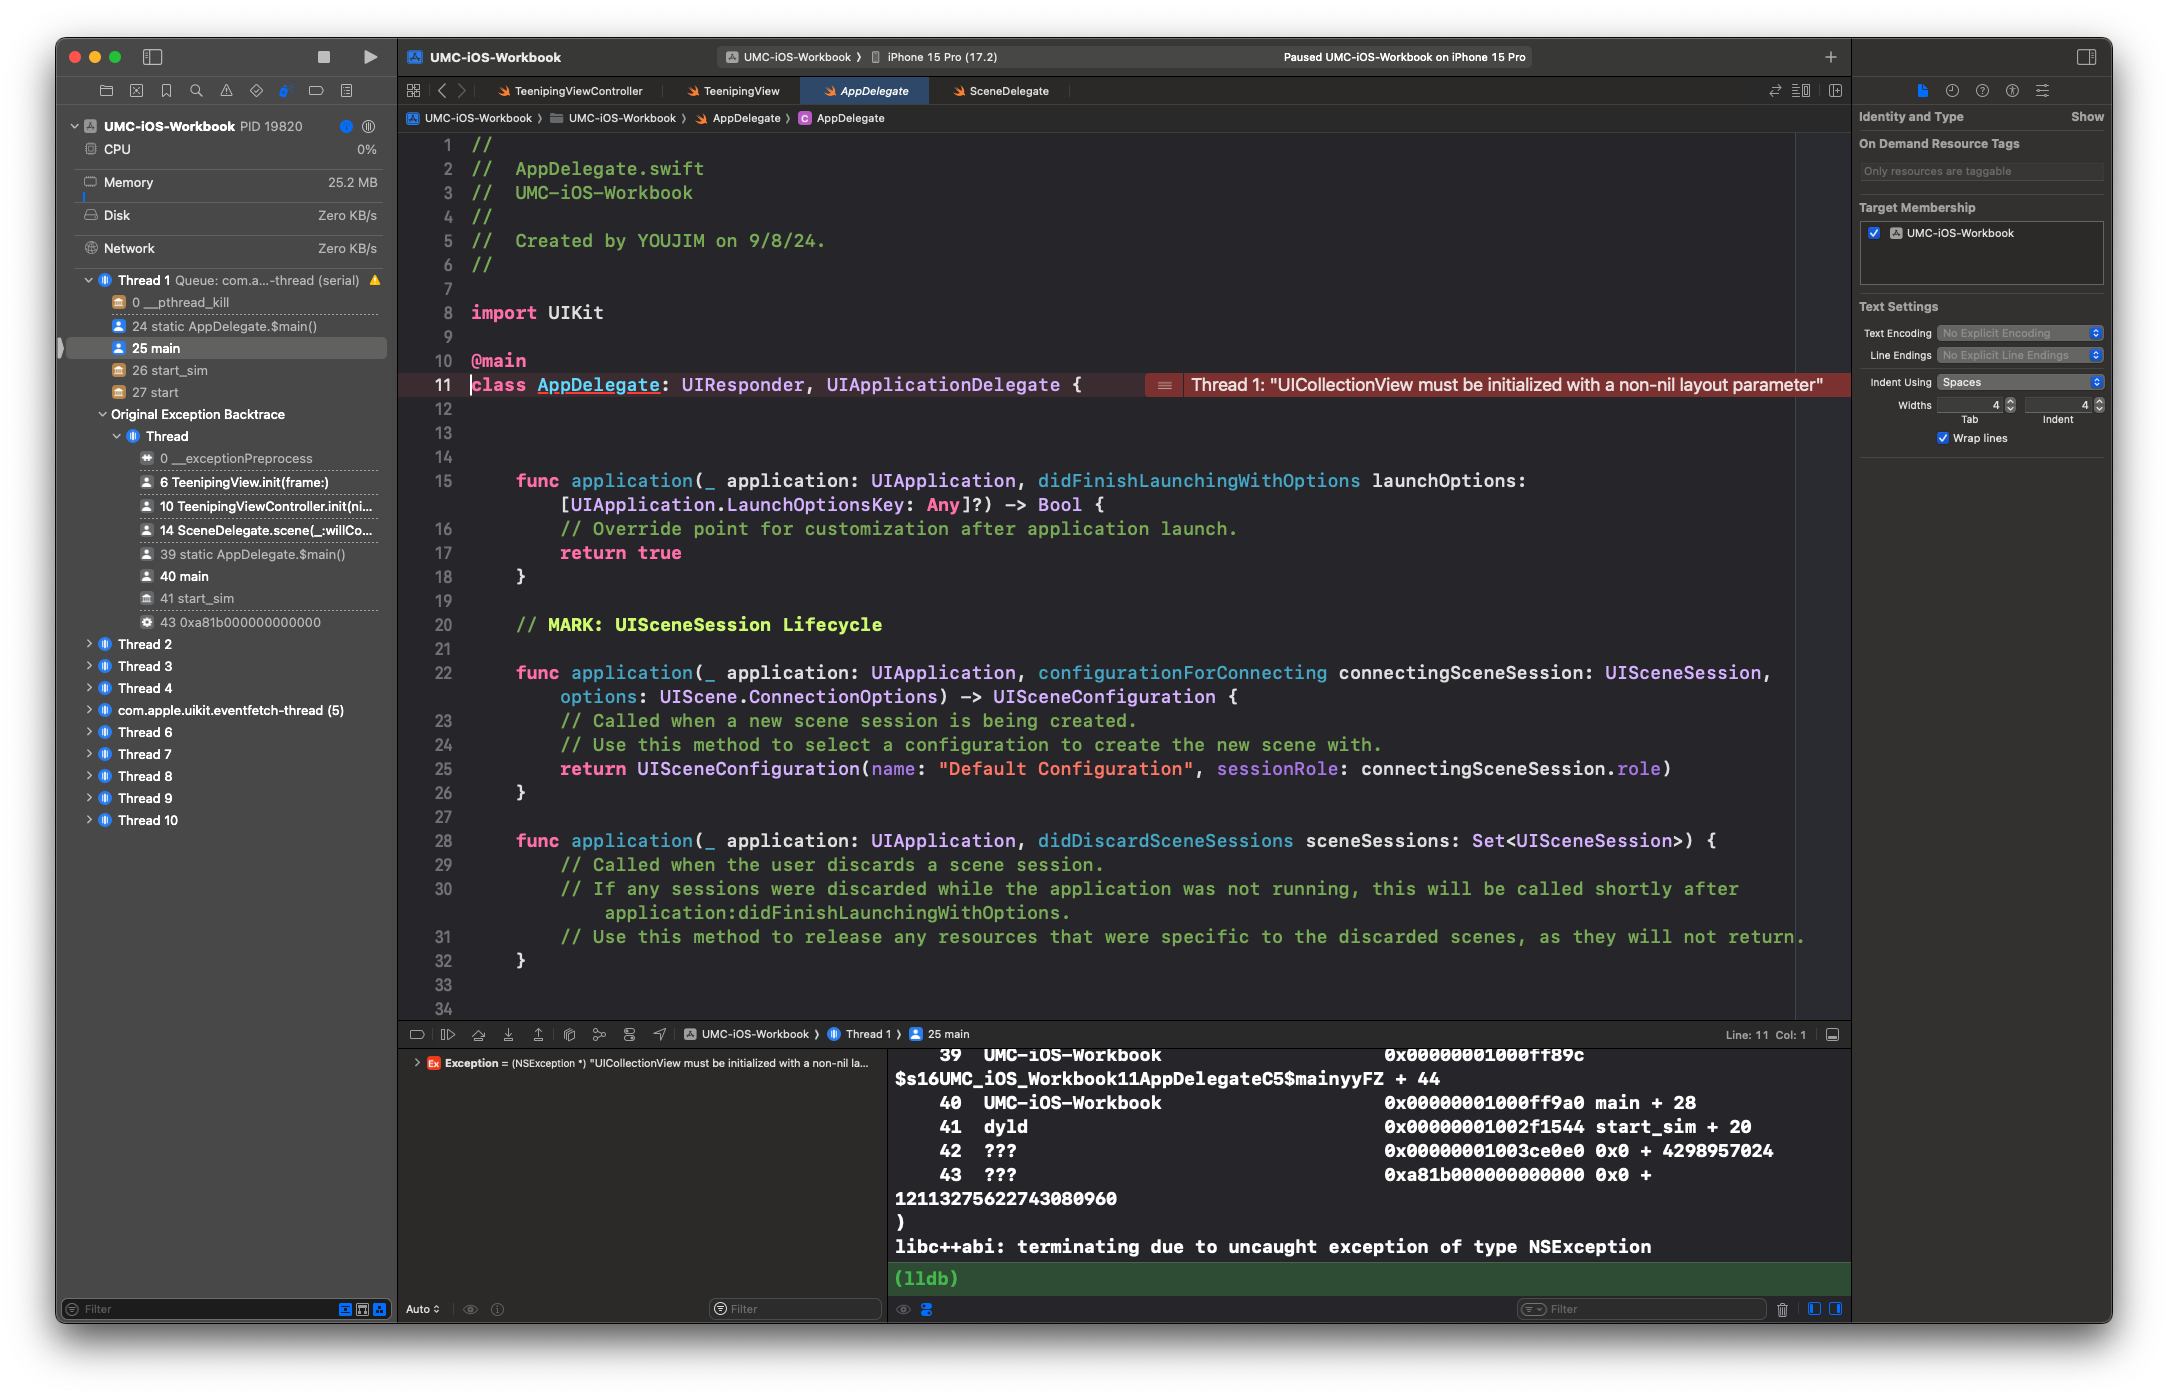 UMC-iOS-Workbook
UMC-iOS-Workbook 〉 iPhone 15 Pro (17.2)
Paused UMC-iOS-Workbook on iPhone 15 Pro
TeenipingViewController
TeenipingView
AppDelegate
SceneDelegate
UMC-iOS-Workbook 〉 UMC-iOS-Workbook 〉 AppDelegate 〉 C AppDelegate
UMC-iOS-Workbook PID 19820
CPU 0%
Memory 25.2 MB
Disk Zero KB/s
Network Zero KB/s
Thread 1 Queue: com.a...-thread (serial)
0 __pthread_kill
24 static AppDelegate.$main()
25 main
26 start_sim
27 start
Original Exception Backtrace
Thread
0 __exceptionPreprocess
6 TeenipingView.init(frame:)
10 TeenipingViewController.init(ni...
14 SceneDelegate.scene(_:willCo...
39 static AppDelegate.$main()
40 main
41 start_sim
43 0xa81b000000000000
Thread 2
Thread 3
Thread 4
com.apple.uikit.eventfetch-thread (5)
Thread 6
Thread 7
Thread 8
Thread 9
Thread 10
Filter
1 //
2 //  AppDelegate.swift
3 //  UMC-iOS-Workbook
4 //
5 //  Created by YOUJIM on 9/8/24.
6 //
7
8 import UIKit
9
10 @main
11 class AppDelegate: UIResponder, UIApplicationDelegate {
Thread 1: "UICollectionView must be initialized with a non-nil layout parameter"
12
13
14
15 func application(_ application: UIApplication, didFinishLaunchingWithOptions launchOptions:
[UIApplication.LaunchOptionsKey: Any]?) -> Bool {
16 // Override point for customization after application launch.
17 return true
18 }
19
20 // MARK: UISceneSession Lifecycle
21
22 func application(_ application: UIApplication, configurationForConnecting connectingSceneSession: UISceneSession,
options: UIScene.ConnectionOptions) -> UISceneConfiguration {
23 // Called when a new scene session is being created.
24 // Use this method to select a configuration to create the new scene with.
25 return UISceneConfiguration(name: "Default Configuration", sessionRole: connectingSceneSession.role)
26 }
27
28 func application(_ application: UIApplication, didDiscardSceneSessions sceneSessions: Set<UISceneSession>) {
29 // Called when the user discards a scene session.
30 // If any sessions were discarded while the application was not running, this will be called shortly after
application:didFinishLaunchingWithOptions.
31 // Use this method to release any resources that were specific to the discarded scenes, as they will not return.
32 }
33
34
UMC-iOS-Workbook 〉 Thread 1 〉 25 main
Line: 11 Col: 1
Ex Exception = (NSException *) "UICollectionView must be initialized with a non-nil la...
Auto
Filter
39 UMC-iOS-Workbook 0x00000001000ff89c
$s16UMC_iOS_Workbook11AppDelegateC5$mainyyFZ + 44
40 UMC-iOS-Workbook 0x00000001000ff9a0 main + 28
41 dyld 0x00000001002f1544 start_sim + 20
42 ??? 0x00000001003ce0e0 0x0 + 4298957024
43 ??? 0xa81b000000000000 0x0 +
12113275622743080960
)
libc++abi: terminating due to uncaught exception of type NSException
(lldb)
Filter
Identity and Type Show
On Demand Resource Tags
Only resources are taggable
Target Membership
UMC-iOS-Workbook
Text Settings
Text Encoding No Explicit Encoding
Line Endings No Explicit Line Endings
Indent Using Spaces
Widths 4 4
Tab Indent
Wrap lines